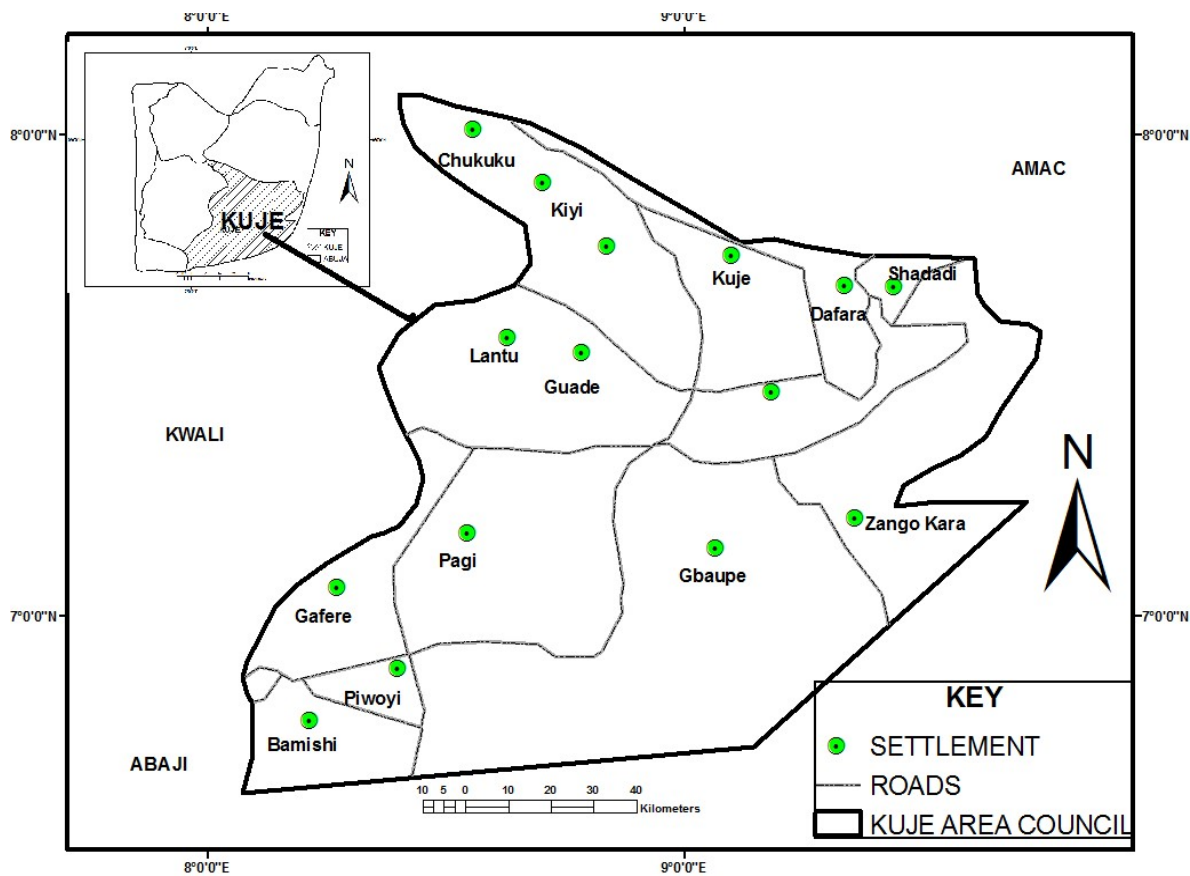 8°0'0"E
9°0'0"E
8°0'0"N
8°0'0"N
N
KUJE
KUJE
KEY
KUJE
ABUJA
Chukuku
Kiyi
Kuje
Shadadi
Dafara
Lantu
Guade
AMAC
KWALI
N
Zango Kara
Pagi
Gbaupe
Gafere
7°0'0"N
7°0'0"N
Piwoyi
Bamishi
ABAJI
10 5 0 10 20 30 40
Kilometers
KEY
SETTLEMENT
ROADS
KUJE AREA COUNCIL
8°0'0"E
9°0'0"E